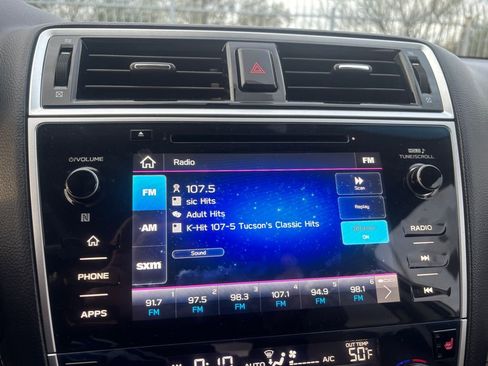 VOLUME
TUNE/SCROLL
Radio
FM
FM
107.5
Scan
sic Hits
Replay
AM
Adult Hits
K-Hit 107-5 Tucson's Classic Hits
ON
RADIO
sxm
Sound
PHONE
1 2 3 4 5 6
91.7 97.5 98.3 107.1 94.9 98.1
FM FM FM FM FM FM
APPS
OUT TEMP
AUTO
A/C
50°F